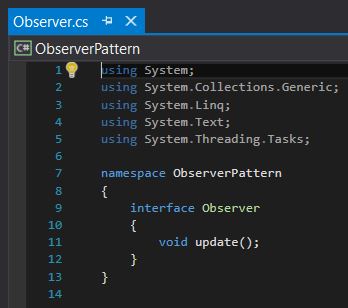 Observer.cs
C# ObserverPattern
1 using System;
2 using System.Collections.Generic;
3 using System.Linq;
4 using System.Text;
5 using System.Threading.Tasks;
6
7 namespace ObserverPattern
8 {
9 interface Observer
10 {
11 void update();
12 }
13 }
14